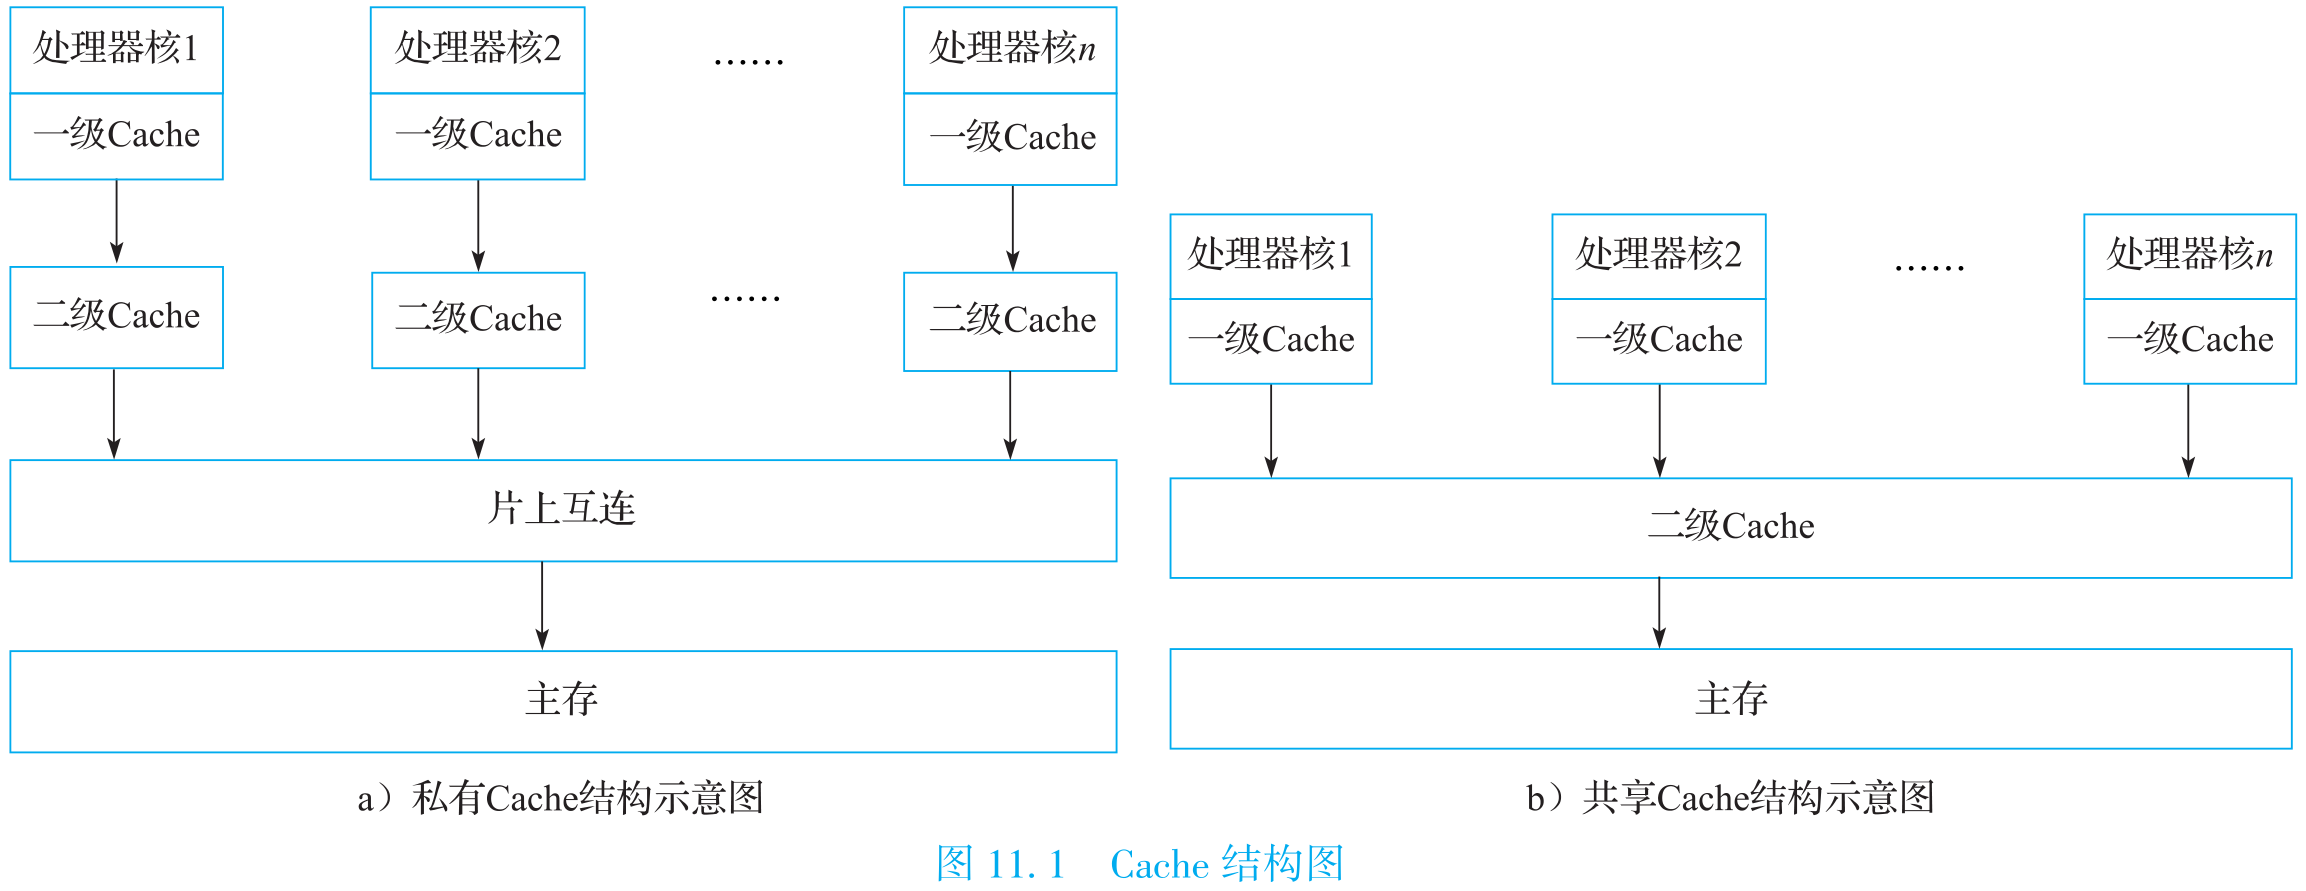 处理器核1
处理器核2
……
处理器核n
一级Cache
一级Cache
一级Cache
二级Cache
二级Cache
……
二级Cache
片上互连
主存
a）私有Cache结构示意图
处理器核1
处理器核2
……
处理器核n
一级Cache
一级Cache
一级Cache
二级Cache
主存
b）共享Cache结构示意图
图 11.1 Cache 结构图